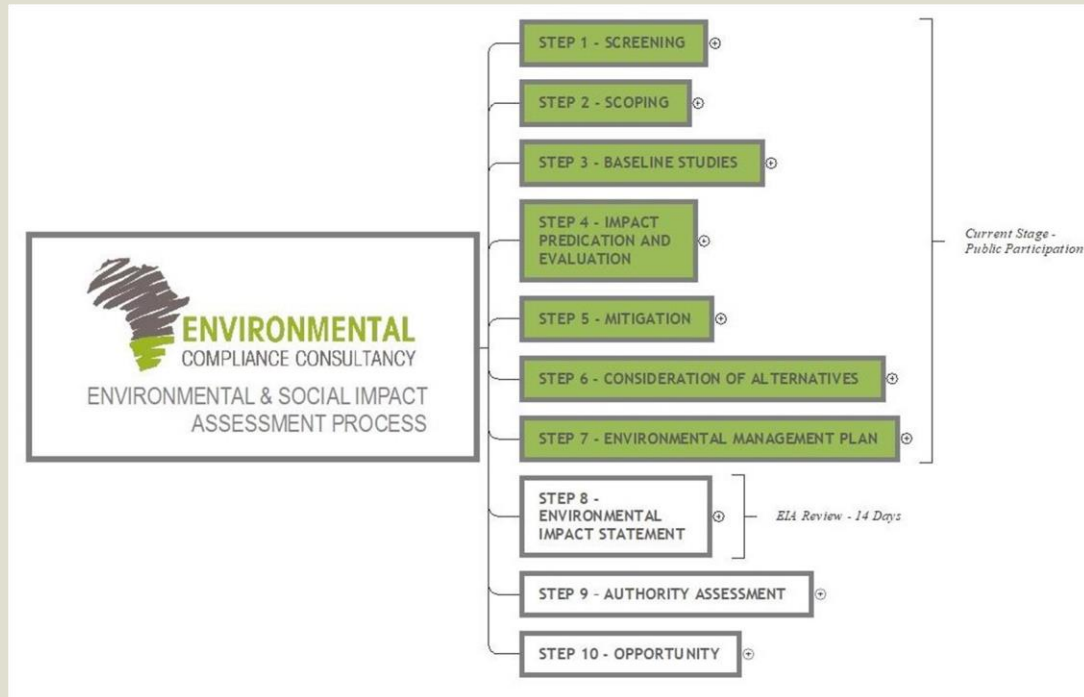 ENVIRONMENTAL
COMPLIANCE CONSULTANCY
ENVIRONMENTAL & SOCIAL IMPACT
ASSESSMENT PROCESS
STEP 1 - SCREENING
STEP 2 - SCOPING
STEP 3 - BASELINE STUDIES
STEP 4 - IMPACT
PREDICATION AND
EVALUATION
STEP 5 - MITIGATION
STEP 6 - CONSIDERATION OF ALTERNATIVES
STEP 7 - ENVIRONMENTAL MANAGEMENT PLAN
Current Stage -
Public Participation
STEP 8 -
ENVIRONMENTAL
IMPACT STATEMENT
EIA Review - 14 Days
STEP 9 - AUTHORITY ASSESSMENT
STEP 10 - OPPORTUNITY